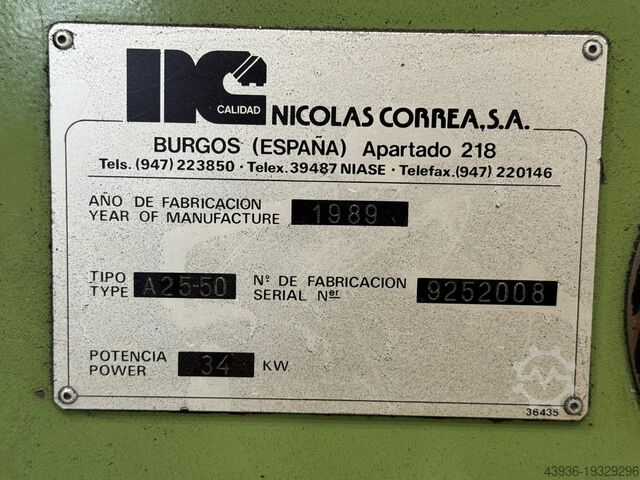 NC
CALIDAD
NICOLAS CORREA, S.A.
BURGOS (ESPAÑA) Apartado 218
Tels. (947) 223850 · Telex. 39487 NIASE · Telefax. (947) 220146
AÑO DE FABRICACION
YEAR OF MANUFACTURE 1989
TIPO
TYPE A25-50
Nº DE FABRICACION
SERIAL Ner 9252008
POTENCIA
POWER 34 KW.
36435
43936-19329296